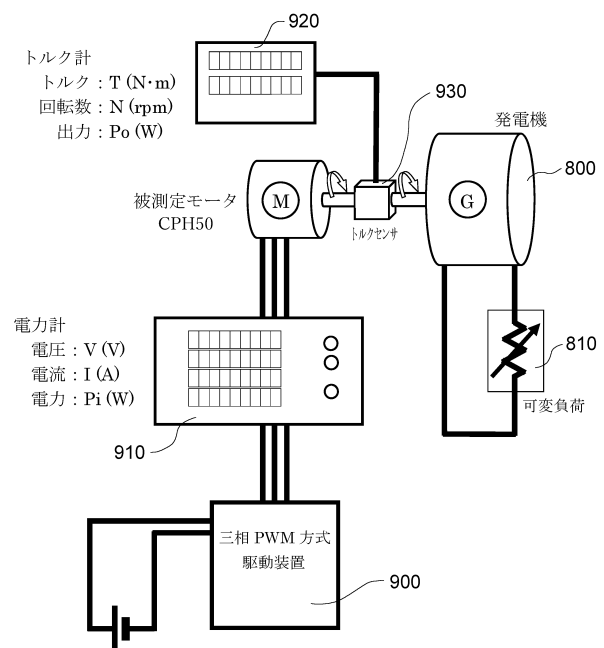 920
トルク計
トルク：T (N･m)
回転数：N (rpm)
出力：Po (W)
930
発電機
800
被測定モータ
CPH50
M
トルクセンサ
G
電力計
電圧：V (V)
電流：I (A)
電力：Pi (W)
910
810
可変負荷
三相 PWM 方式
駆動装置
900